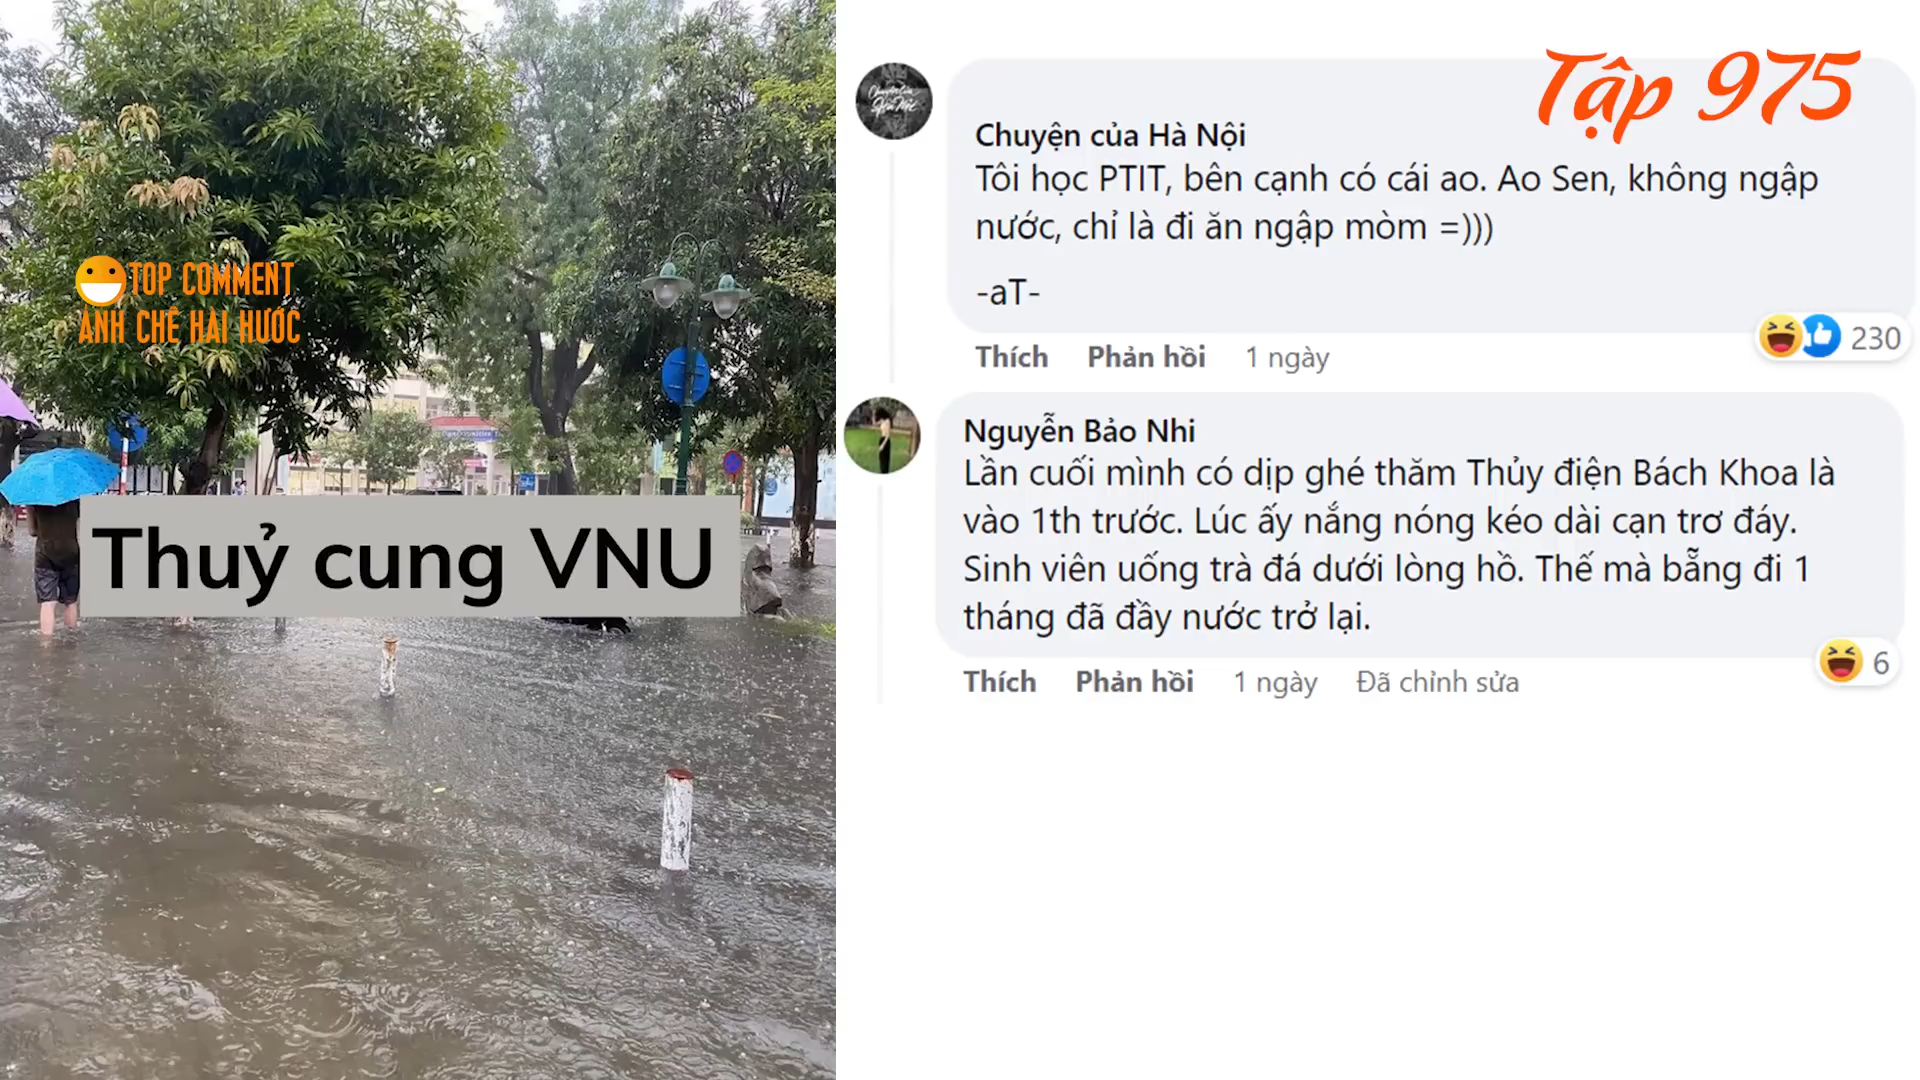 TOP COMMENT
ẢNH CHẾ HÀI HƯỚC
Thuỷ cung VNU
Tập 975
Chuyện của Hà Nội
Tôi học PTIT, bên cạnh có cái ao. Ao Sen, không ngập
nước, chỉ là đi ăn ngập mòm =)))
-aT-
Thích Phản hồi 1 ngày
230
Nguyễn Bảo Nhi
Lần cuối mình có dịp ghé thăm Thủy điện Bách Khoa là
vào 1th trước. Lúc ấy nắng nóng kéo dài cạn trơ đáy.
Sinh viên uống trà đá dưới lòng hồ. Thế mà bẵng đi 1
tháng đã đầy nước trở lại.
Thích Phản hồi 1 ngày Đã chỉnh sửa
6